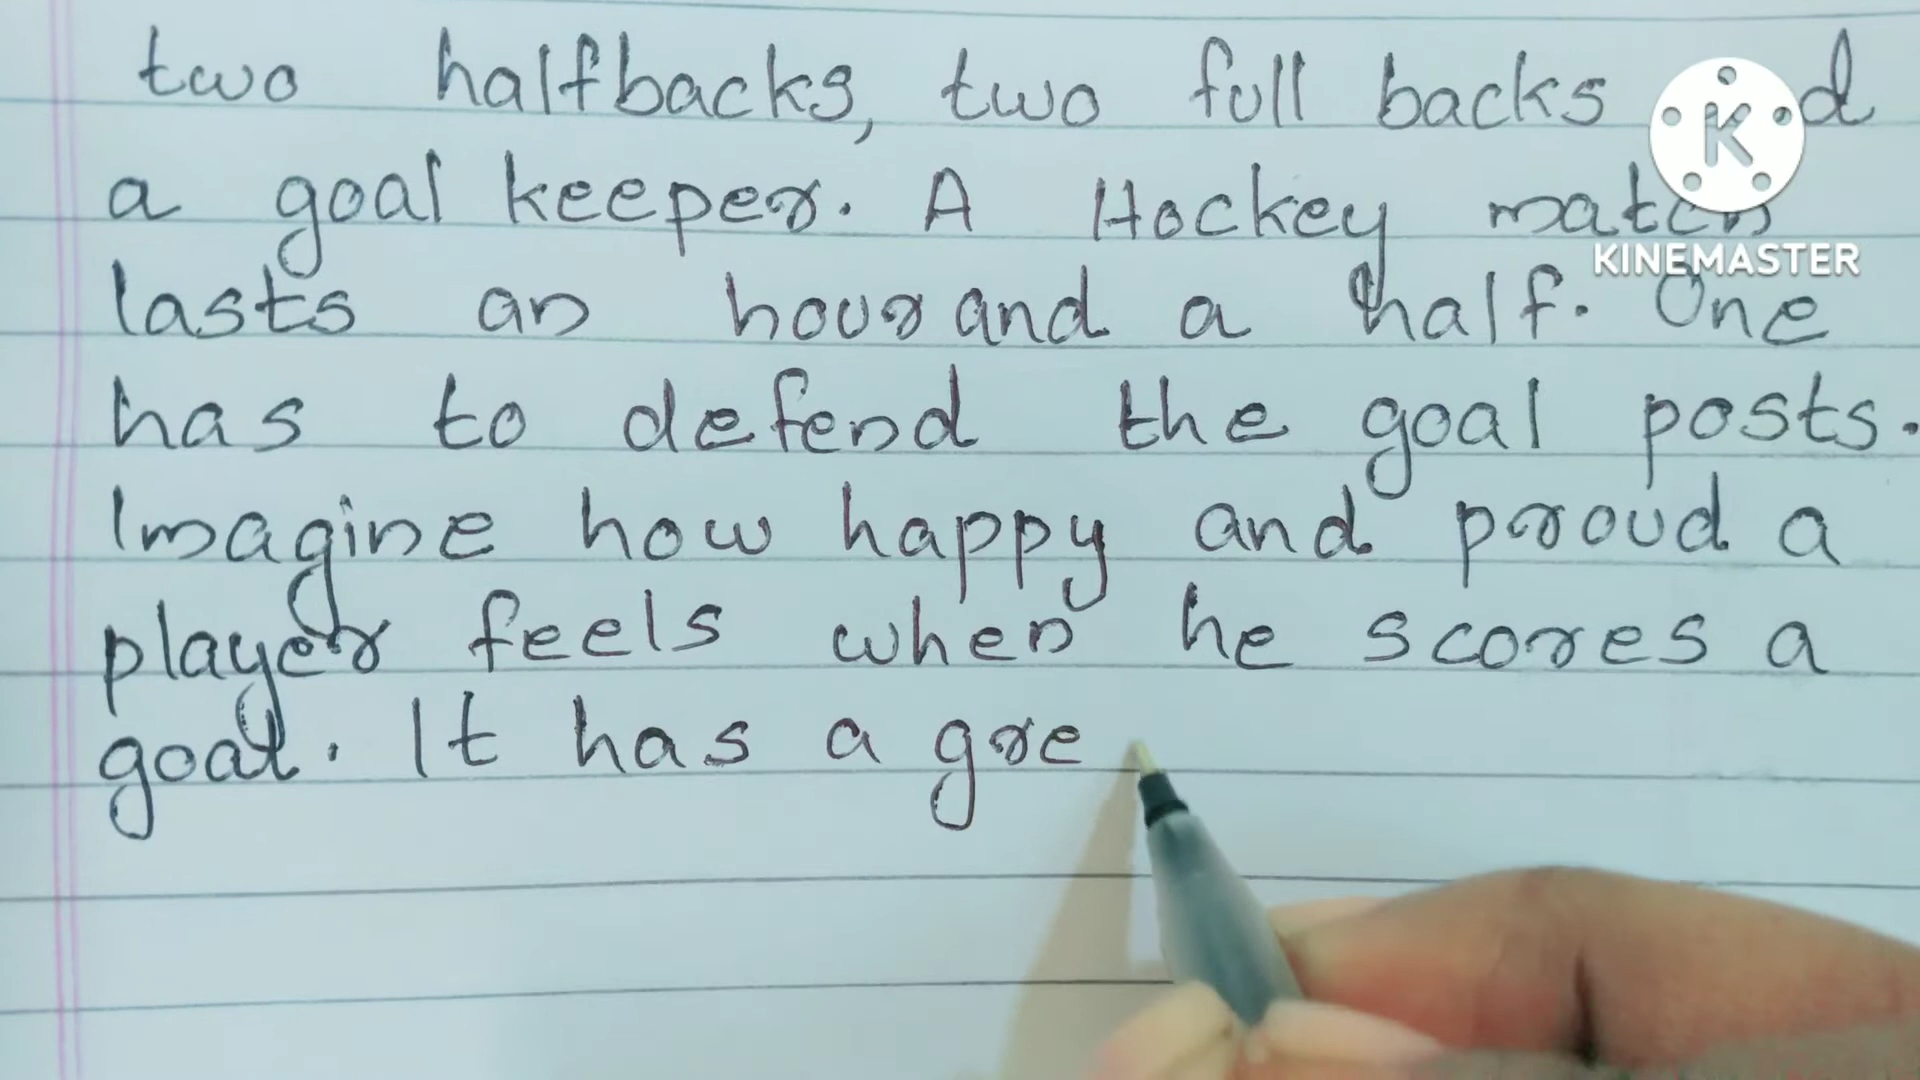 two halfbacks, two full backs
a goal keeper. A Hockey match
KINEMASTER
lasts an hour and a half. One
has to defend the goal posts.
Imagine how happy and proud a
player feels when he scores a
goal. It has a gre